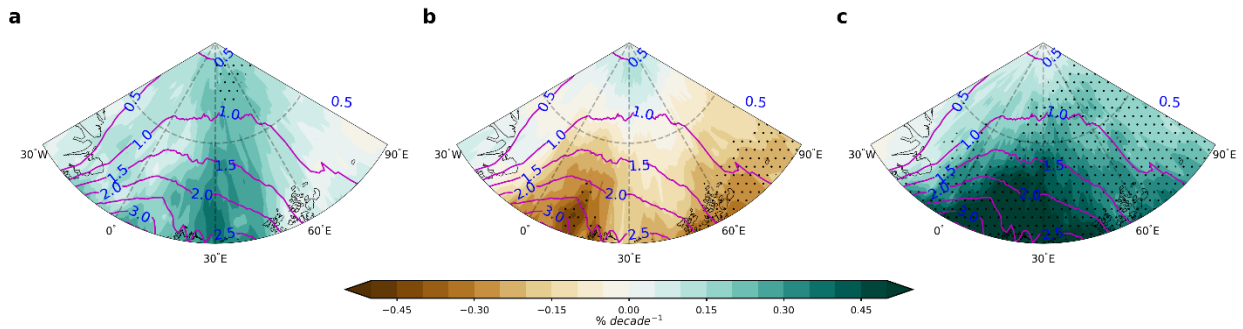 a b c
0.5 0.5 0.5
0.5 0.5 0.5 0.5 0.5 0.5
1.0 1.0 1.0
1.0 1.0 1.0
30°W 90°E 30°W 90°E 30°W 90°E
1.5 1.5 1.5 1.5 1.5 1.5
2.0 2.0 2.0 2.0 2.0 2.0
3.0 3.0 3.0
0° 2.5 60°E 0° 2.5 60°E 0° 2.5 60°E
30°E 30°E 30°E
−0.45 −0.30 −0.15 0.00 0.15 0.30 0.45
% decade⁻¹